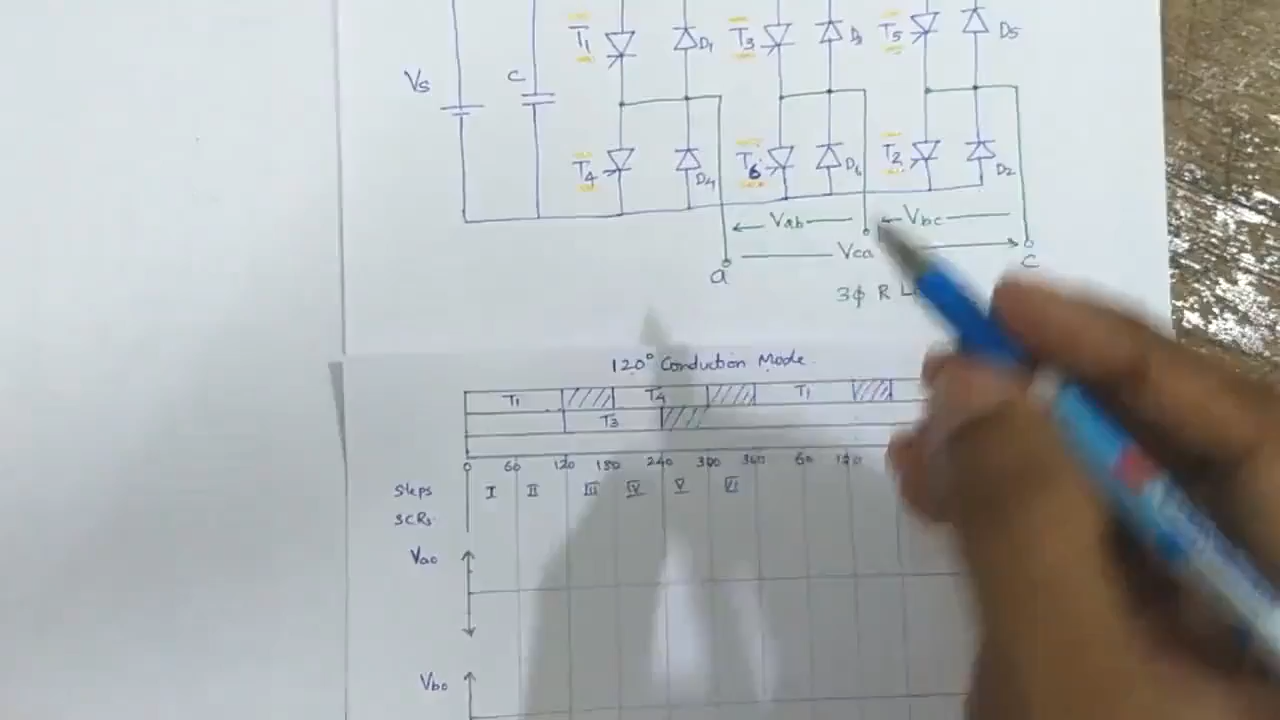 T1 D1 T3 D3 T5 D5
Vs C
T4 D4 T6 D6 T2 D2
Vab Vbc
Vca
a c
3ϕ R
120° Conduction Mode
T1 T4 T1
T3
0 60 120 180 240 300 360 60 120
Steps I II III IV V VI
SCRs
Vao
Vbo